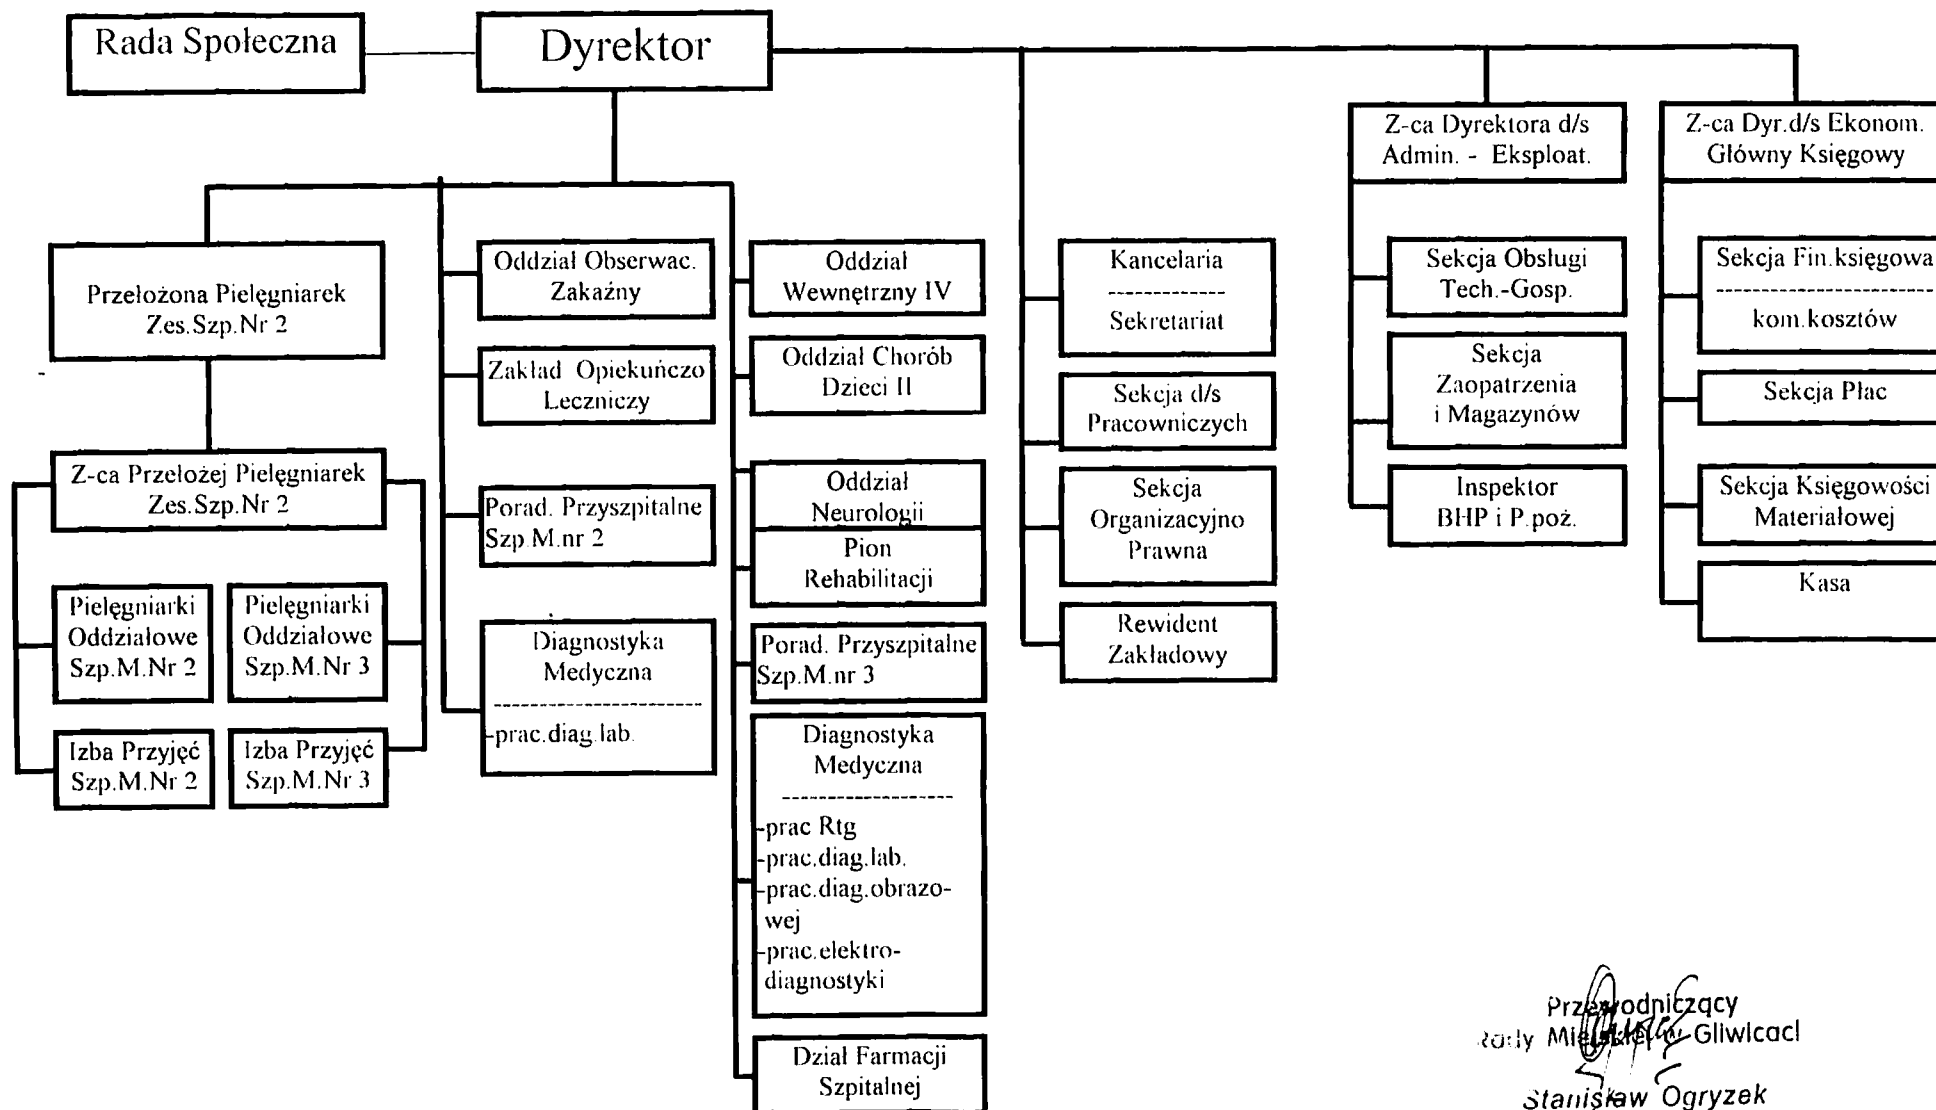 Rada Społeczna
Dyrektor
Z-ca Dyrektora d/s
Admin. - Eksploat.
Z-ca Dyr.d/s Ekonom.
Główny Księgowy
Przełożona Pielęgniarek
Zes.Szp.Nr 2
Z-ca Przełożej Pielęgniarek
Zes.Szp.Nr 2
Pielęgniarki
Oddziałowe
Szp.M.Nr 2
Pielęgniarki
Oddziałowe
Szp.M.Nr 3
Izba Przyjęć
Szp.M.Nr 2
Izba Przyjęć
Szp.M.Nr 3
Oddział Obserwac.
Zakaźny
Zakład Opiekuńczo
Leczniczy
Porad. Przyszpitalne
Szp.M.nr 2
Diagnostyka
Medyczna
-prac.diag.lab.
Oddział
Wewnętrzny IV
Oddział Chorób
Dzieci II
Oddział
Neurologii
Pion
Rehabilitacji
Porad. Przyszpitalne
Szp.M.nr 3
Diagnostyka
Medyczna
-prac Rtg
-prac.diag.lab.
-prac.diag.obrazo-
wej
-prac.elektro-
diagnostyki
Dział Farmacji
Szpitalnej
Kancelaria
Sekretariat
Sekcja d/s
Pracowniczych
Sekcja
Organizacyjno
Prawna
Rewident
Zakładowy
Sekcja Obsługi
Tech.-Gosp.
Sekcja
Zaopatrzenia
i Magazynów
Inspektor
BHP i P.poż.
Sekcja Fin.księgowa
kom.kosztów
Sekcja Płac
Sekcja Księgowości
Materiałowej
Kasa
Przewodniczący
Rady Miejskiej w Gliwicacl
Stanisław Ogryzek